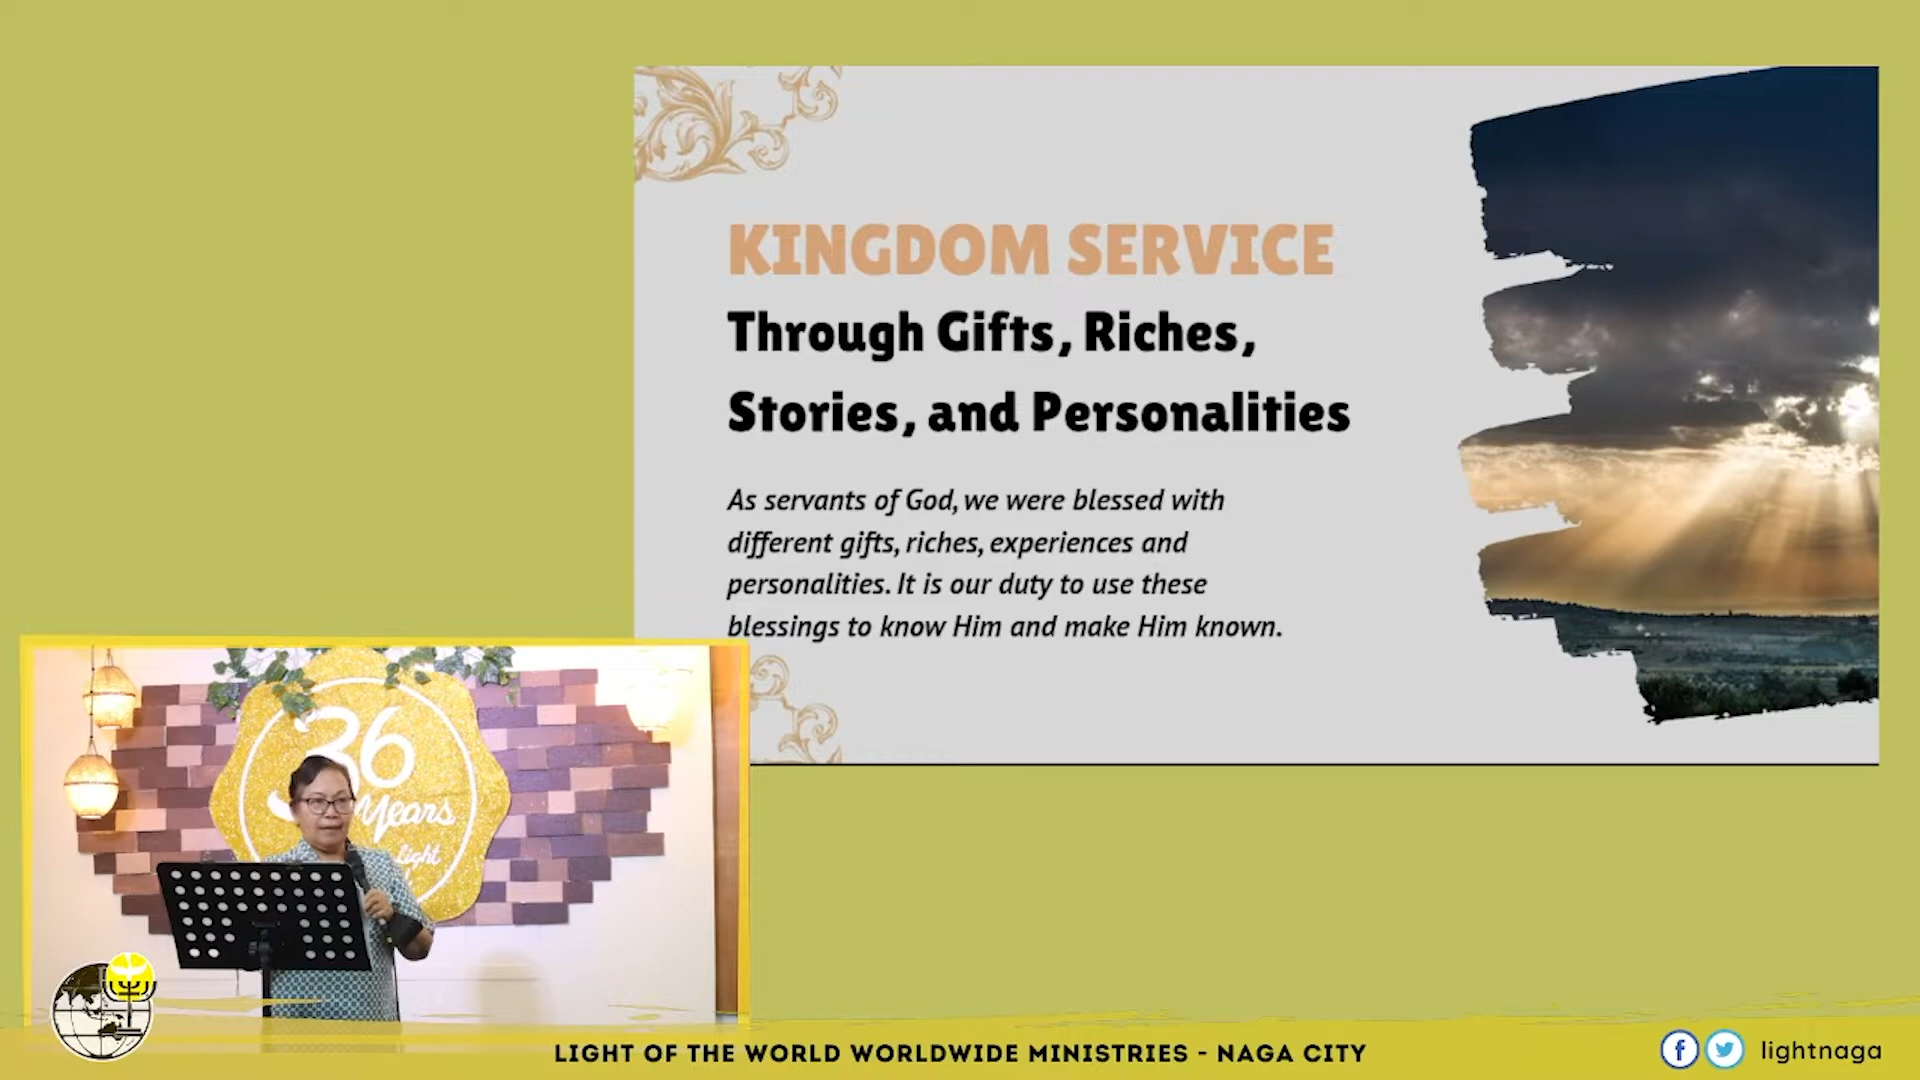 KINGDOM SERVICE
Through Gifts, Riches,
Stories, and Personalities
As servants of God, we were blessed with
different gifts, riches, experiences and
personalities. It is our duty to use these
blessings to know Him and make Him known.
36
Years
Light
LIGHT OF THE WORLD WORLDWIDE MINISTRIES - NAGA CITY
lightnaga